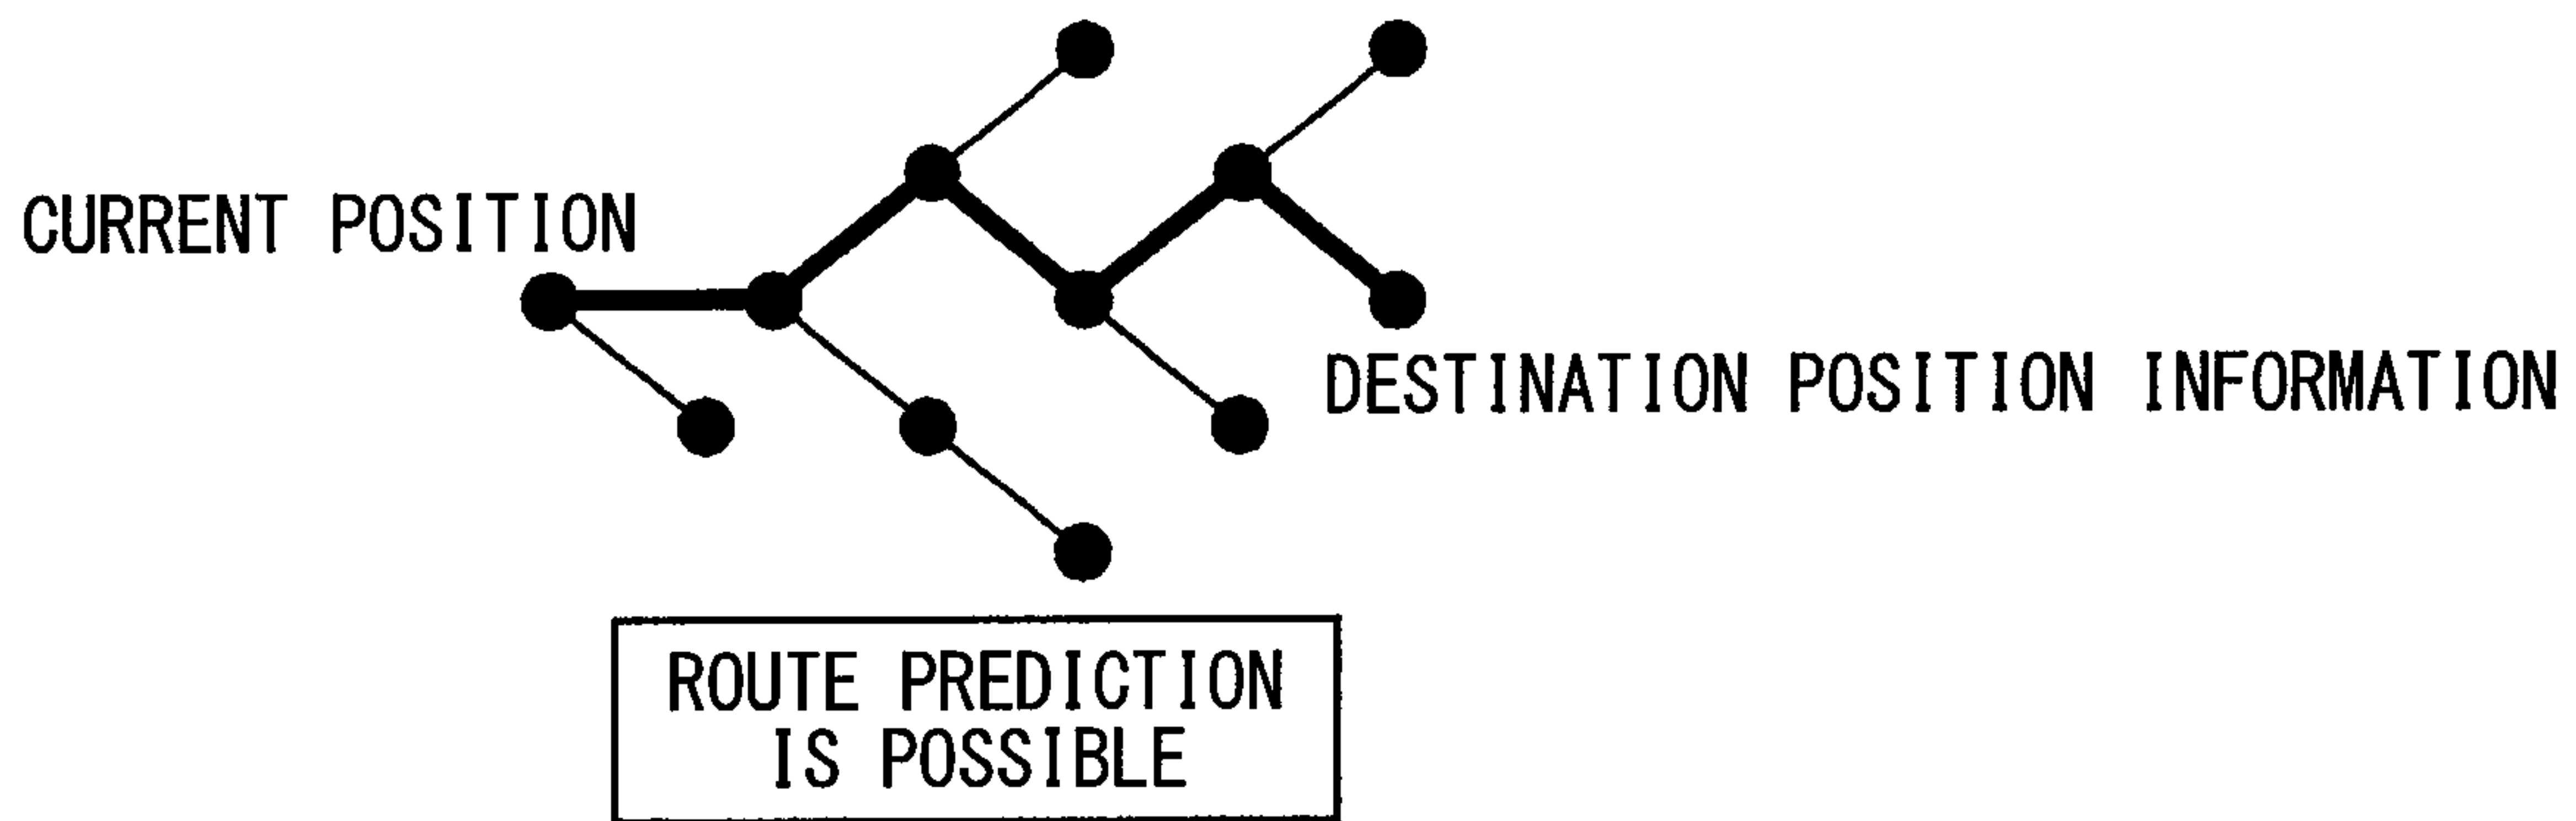 CURRENT POSITION
DESTINATION POSITION INFORMATION
ROUTE PREDICTION
IS POSSIBLE